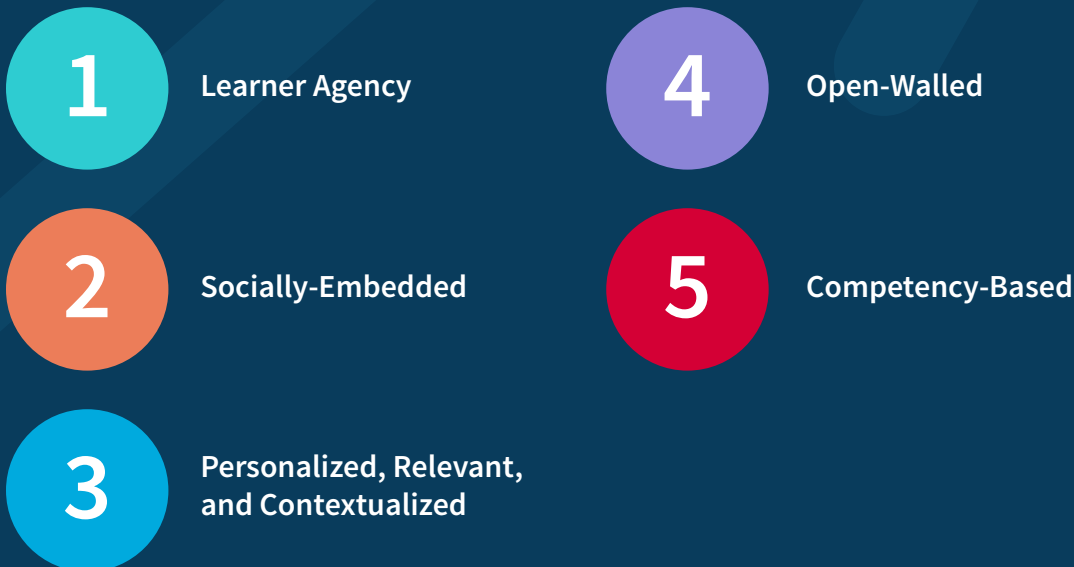 1
Learner Agency
2
Socially-Embedded
3
Personalized, Relevant,
and Contextualized
4
Open-Walled
5
Competency-Based